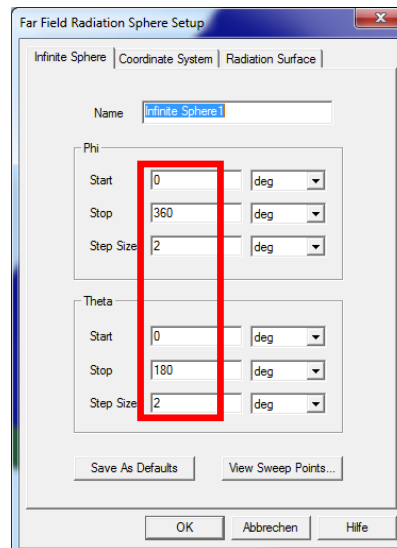 Far Field Radiation Sphere Setup
Infinite Sphere Coordinate System Radiation Surface
Name Infinite Sphere1
Phi
Start 0 deg
Stop 360 deg
Step Size 2 deg
Theta
Start 0 deg
Stop 180 deg
Step Size 2 deg
Save As Defaults View Sweep Points...
OK Abbrechen Hilfe